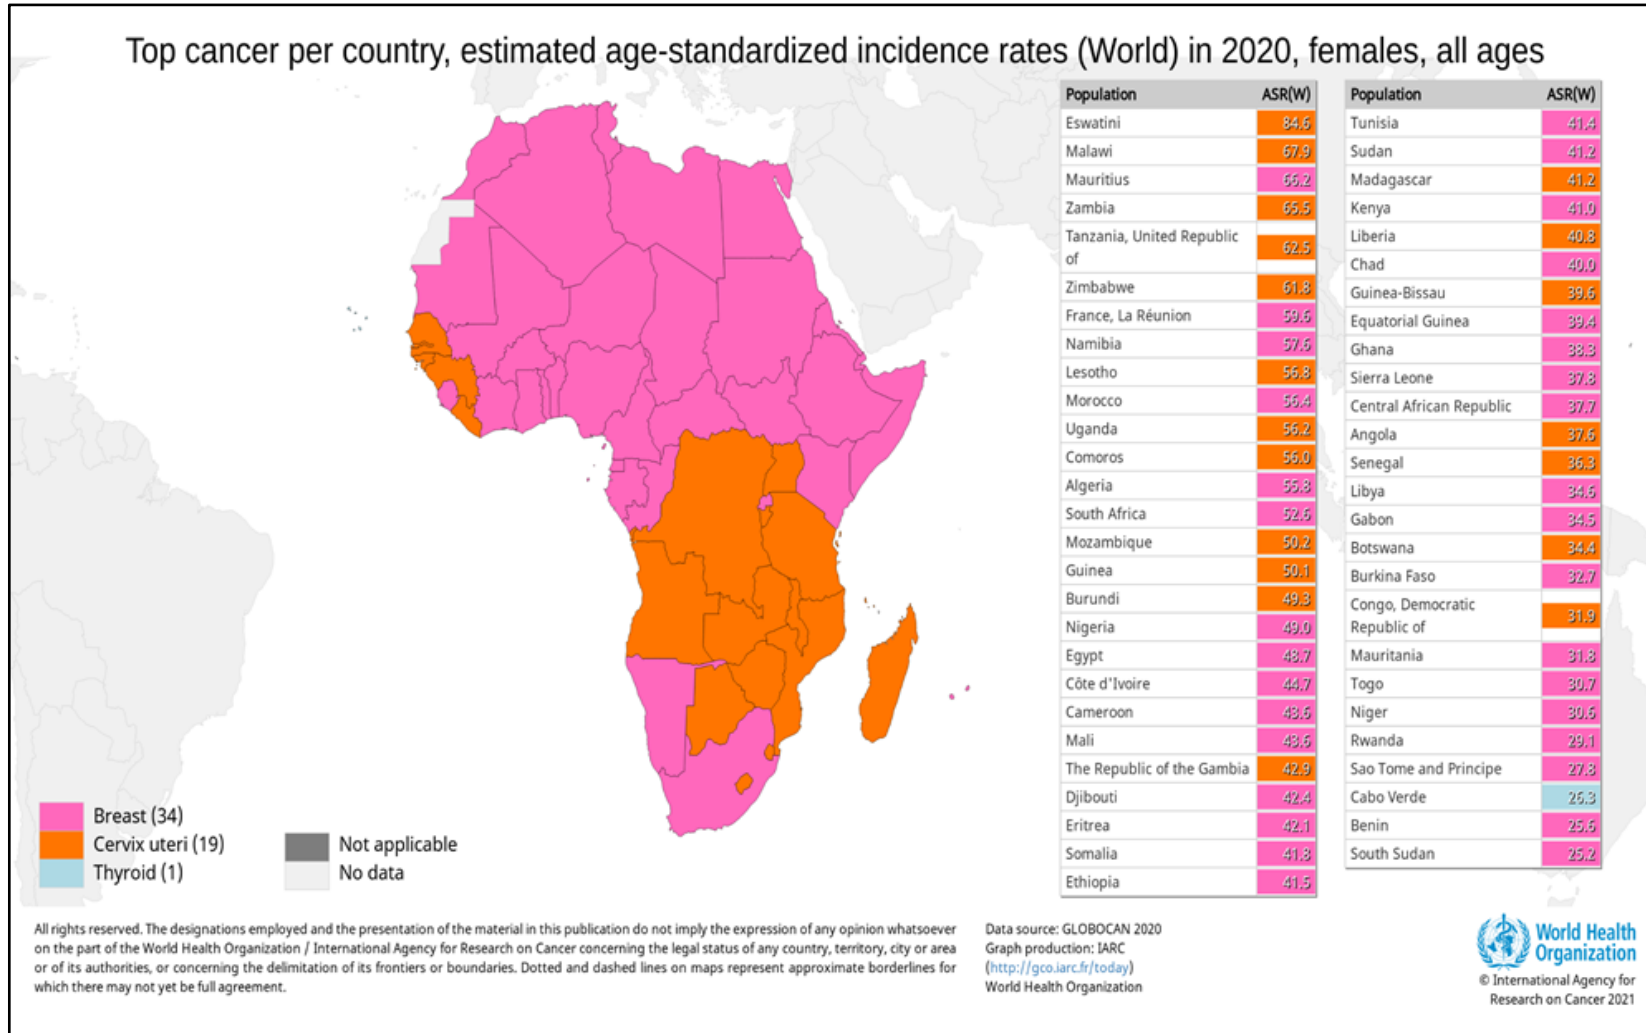 Top cancer per country, estimated age-standardized incidence rates (World) in 2020, females, all ages
Population ASR(W)
Eswatini 84.6
Malawi 67.9
Mauritius 66.2
Zambia 65.5
Tanzania, United Republic
of 62.5
Zimbabwe 61.8
France, La Réunion 59.6
Namibia 57.6
Lesotho 56.8
Morocco 56.4
Uganda 56.2
Comoros 56.0
Algeria 55.8
South Africa 52.6
Mozambique 50.2
Guinea 50.1
Burundi 49.3
Nigeria 49.0
Egypt 48.7
Côte d'Ivoire 44.7
Cameroon 43.6
Mali 43.6
The Republic of the Gambia 42.9
Djibouti 42.4
Eritrea 42.1
Somalia 41.8
Ethiopia 41.5
Population ASR(W)
Tunisia 41.4
Sudan 41.2
Madagascar 41.2
Kenya 41.0
Liberia 40.8
Chad 40.0
Guinea-Bissau 39.6
Equatorial Guinea 39.4
Ghana 38.3
Sierra Leone 37.8
Central African Republic 37.7
Angola 37.6
Senegal 36.3
Libya 34.6
Gabon 34.5
Botswana 34.4
Burkina Faso 32.7
Congo, Democratic
Republic of 31.9
Mauritania 31.8
Togo 30.7
Niger 30.6
Rwanda 29.1
Sao Tome and Principe 27.8
Cabo Verde 26.3
Benin 25.6
South Sudan 25.2
Breast (34)
Cervix uteri (19)
Thyroid (1)
Not applicable
No data
All rights reserved. The designations employed and the presentation of the material in this publication do not imply the expression of any opinion whatsoever
on the part of the World Health Organization / International Agency for Research on Cancer concerning the legal status of any country, territory, city or area
or of its authorities, or concerning the delimitation of its frontiers or boundaries. Dotted and dashed lines on maps represent approximate borderlines for
which there may not yet be full agreement.
Data source: GLOBOCAN 2020
Graph production: IARC
(http://gco.iarc.fr/today)
World Health Organization
World Health
Organization
© International Agency for
Research on Cancer 2021